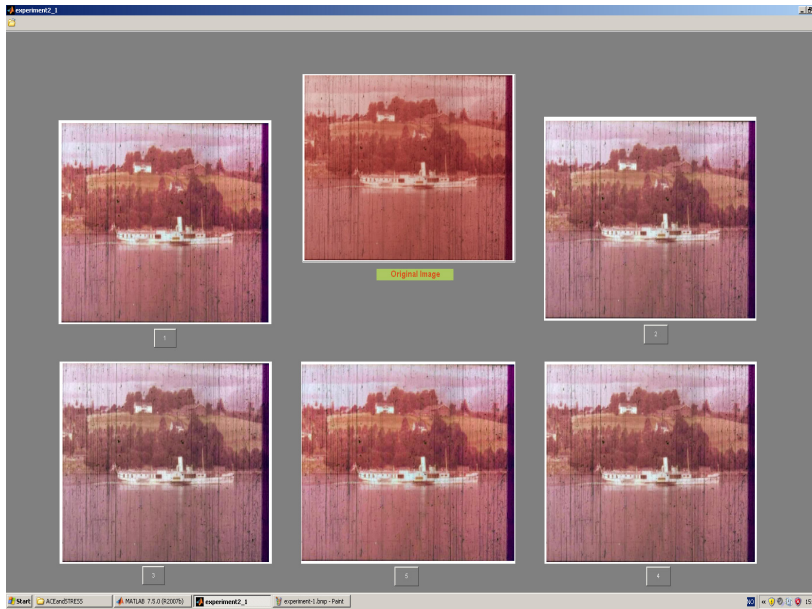 experiment2_1
Original Image
1
2
3
5
4
Start
ACEandSTRESS
MATLAB 7.5.0 (R2007b)
experiment2_1
experiment-1.bmp - Paint
NO
«